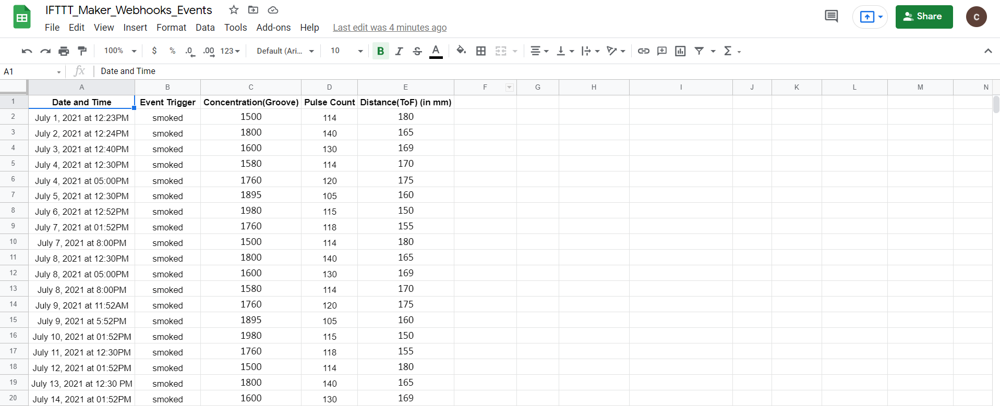 IFTTT_Maker_Webhooks_Events
File Edit View Insert Format Data Tools Add-ons Help Last edit was 4 minutes ago
Share
C
100% $ % .0 .00 123 Default (Ari... 10 B I S A Σ
A1 fx Date and Time
A B C D E F G H I J K L M N
1 Date and Time Event Trigger Concentration(Groove) Pulse Count Distance(ToF) (in mm)
2 July 1, 2021 at 12:23PM smoked 1500 114 180
3 July 2, 2021 at 12:24PM smoked 1800 140 165
4 July 3, 2021 at 12:40PM smoked 1600 130 169
5 July 4, 2021 at 12:30PM smoked 1580 114 170
6 July 4, 2021 at 05:00PM smoked 1760 120 175
7 July 5, 2021 at 12:30PM smoked 1895 105 160
8 July 6, 2021 at 12:52PM smoked 1980 115 150
9 July 7, 2021 at 01:52PM smoked 1760 118 155
10 July 7, 2021 at 8:00PM smoked 1500 114 180
11 July 8, 2021 at 12:30PM smoked 1800 140 165
12 July 8, 2021 at 05:00PM smoked 1600 130 169
13 July 8, 2021 at 8:00PM smoked 1580 114 170
14 July 9, 2021 at 11:52AM smoked 1760 120 175
15 July 9, 2021 at 5:52PM smoked 1895 105 160
16 July 10, 2021 at 01:52PM smoked 1980 115 150
17 July 11, 2021 at 12:30PM smoked 1760 118 155
18 July 12, 2021 at 01:52PM smoked 1500 114 180
19 July 13, 2021 at 12:30 PM smoked 1800 140 165
20 July 14, 2021 at 01:52PM smoked 1600 130 169